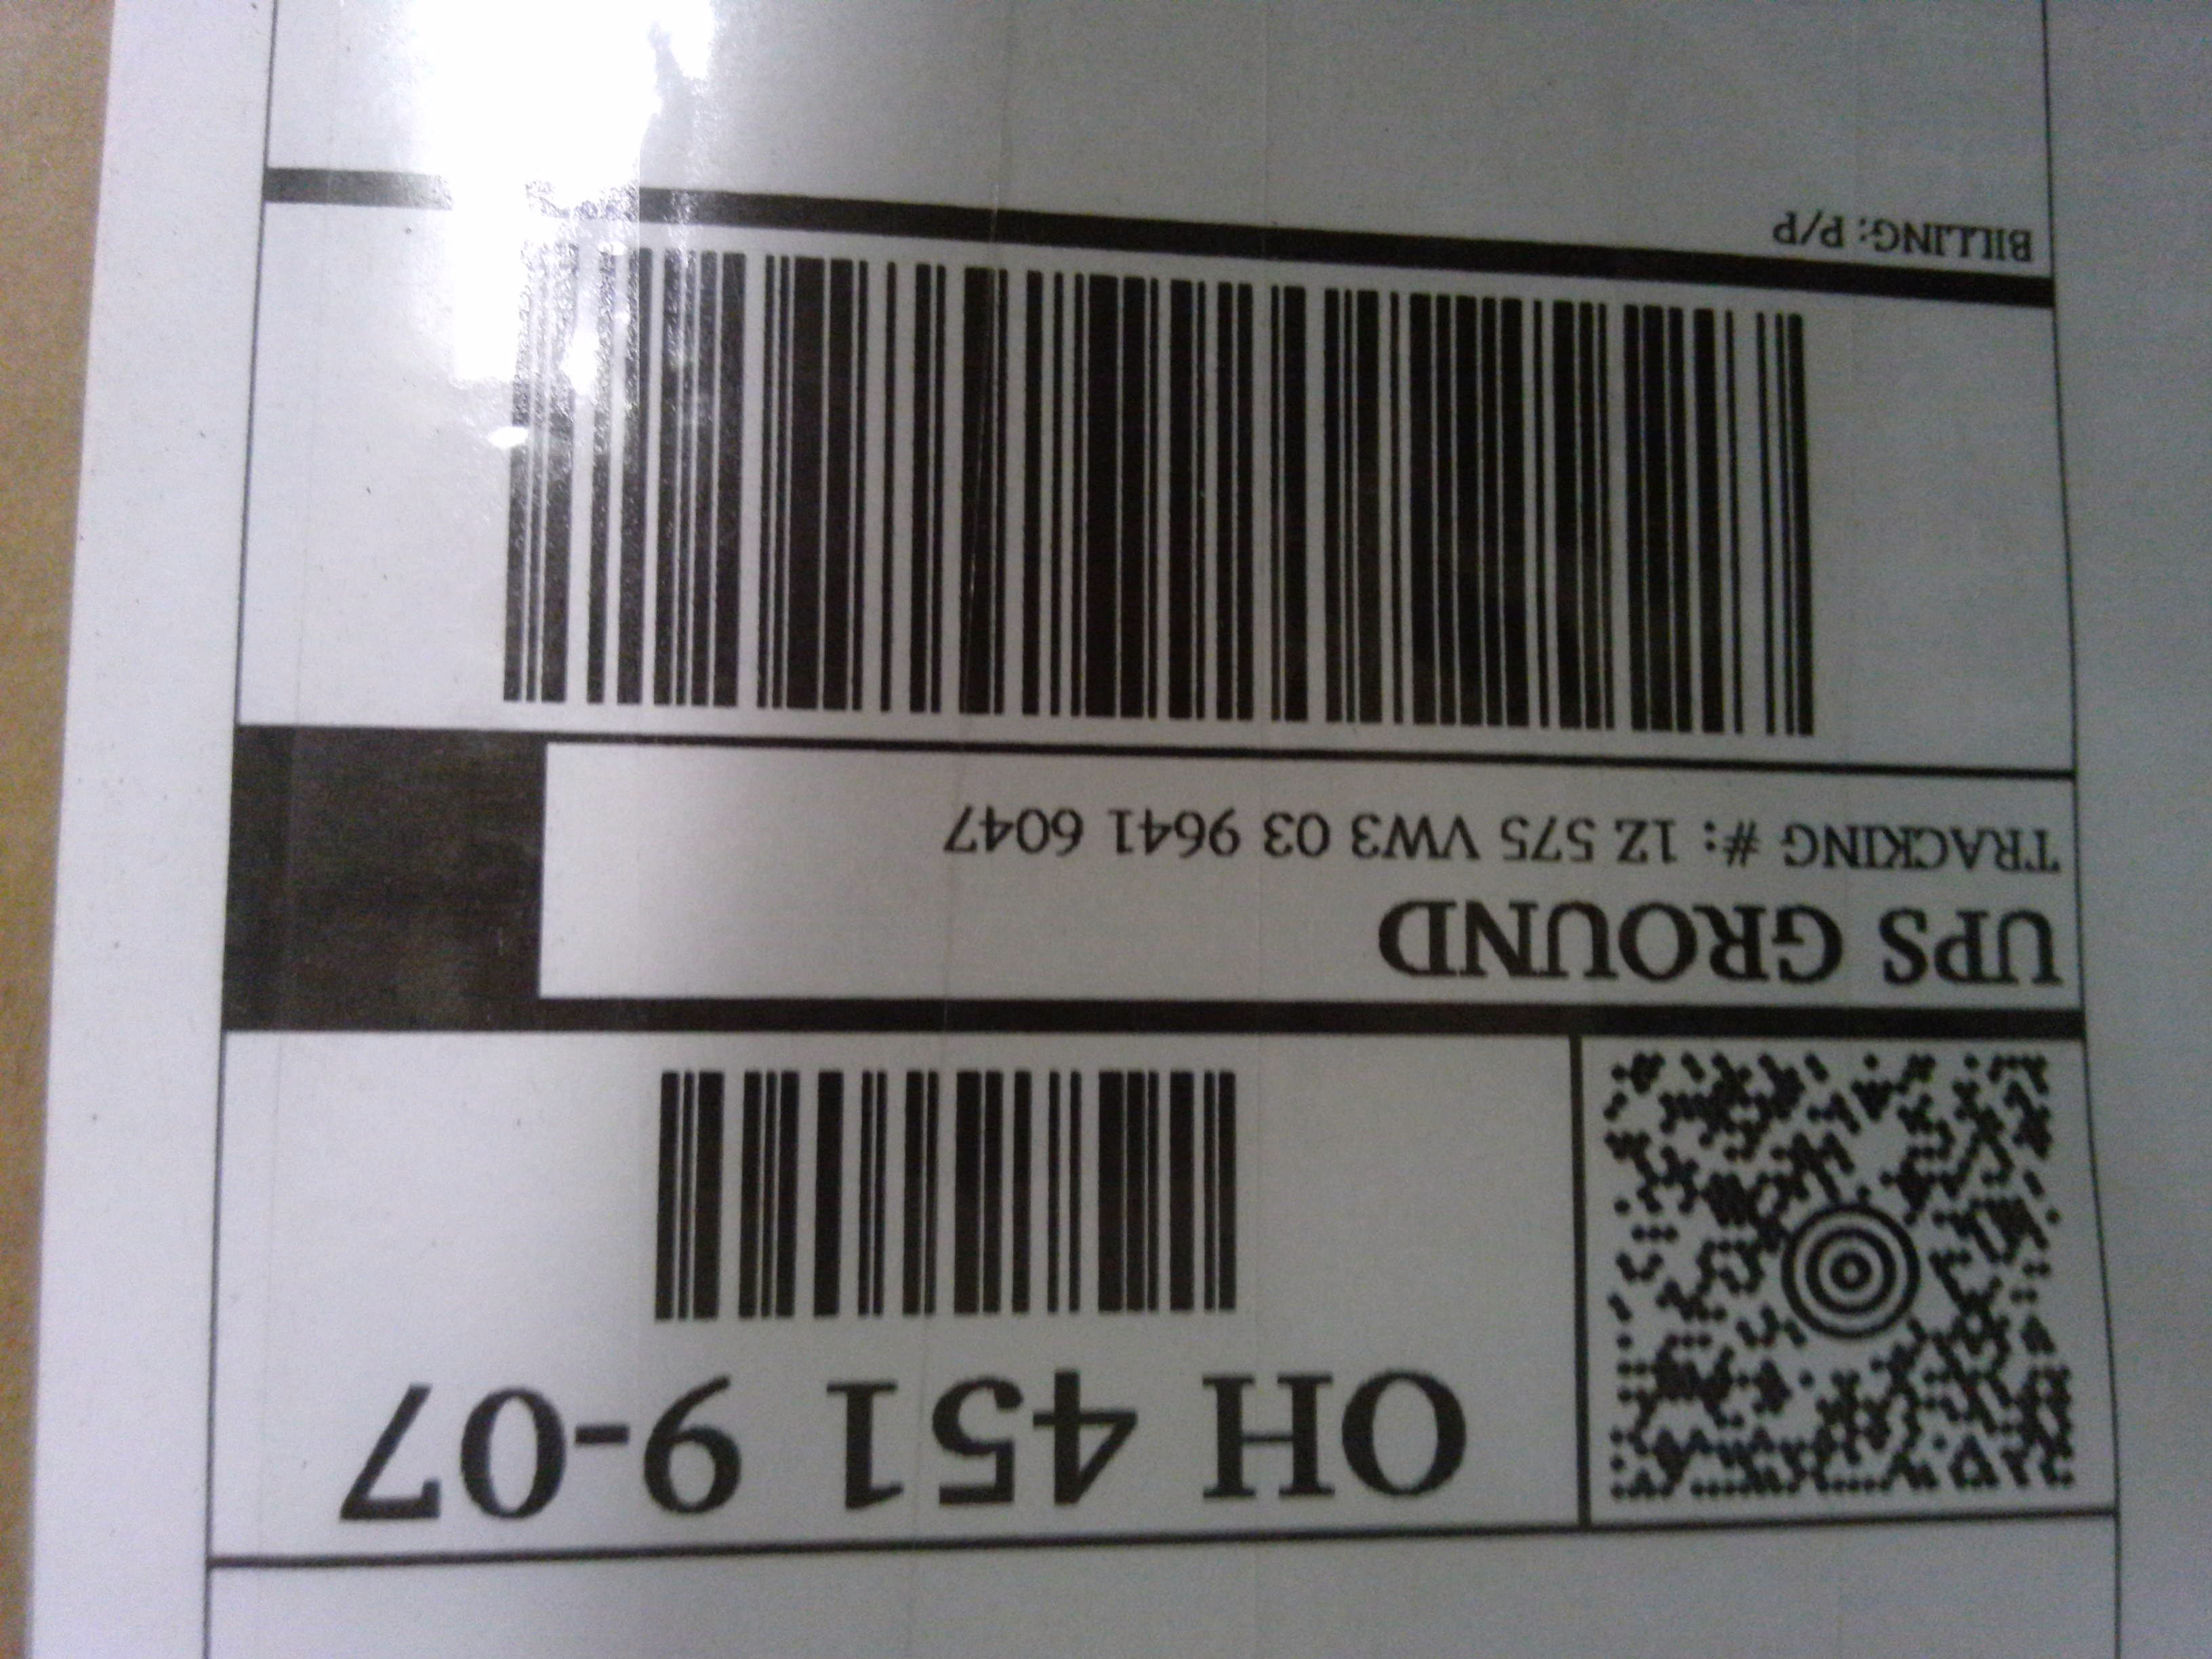 OH 451 9-07
UPS GROUND
TRACKING #: 1Z 575 VW3 03 9641 6047
BILLING: P/P